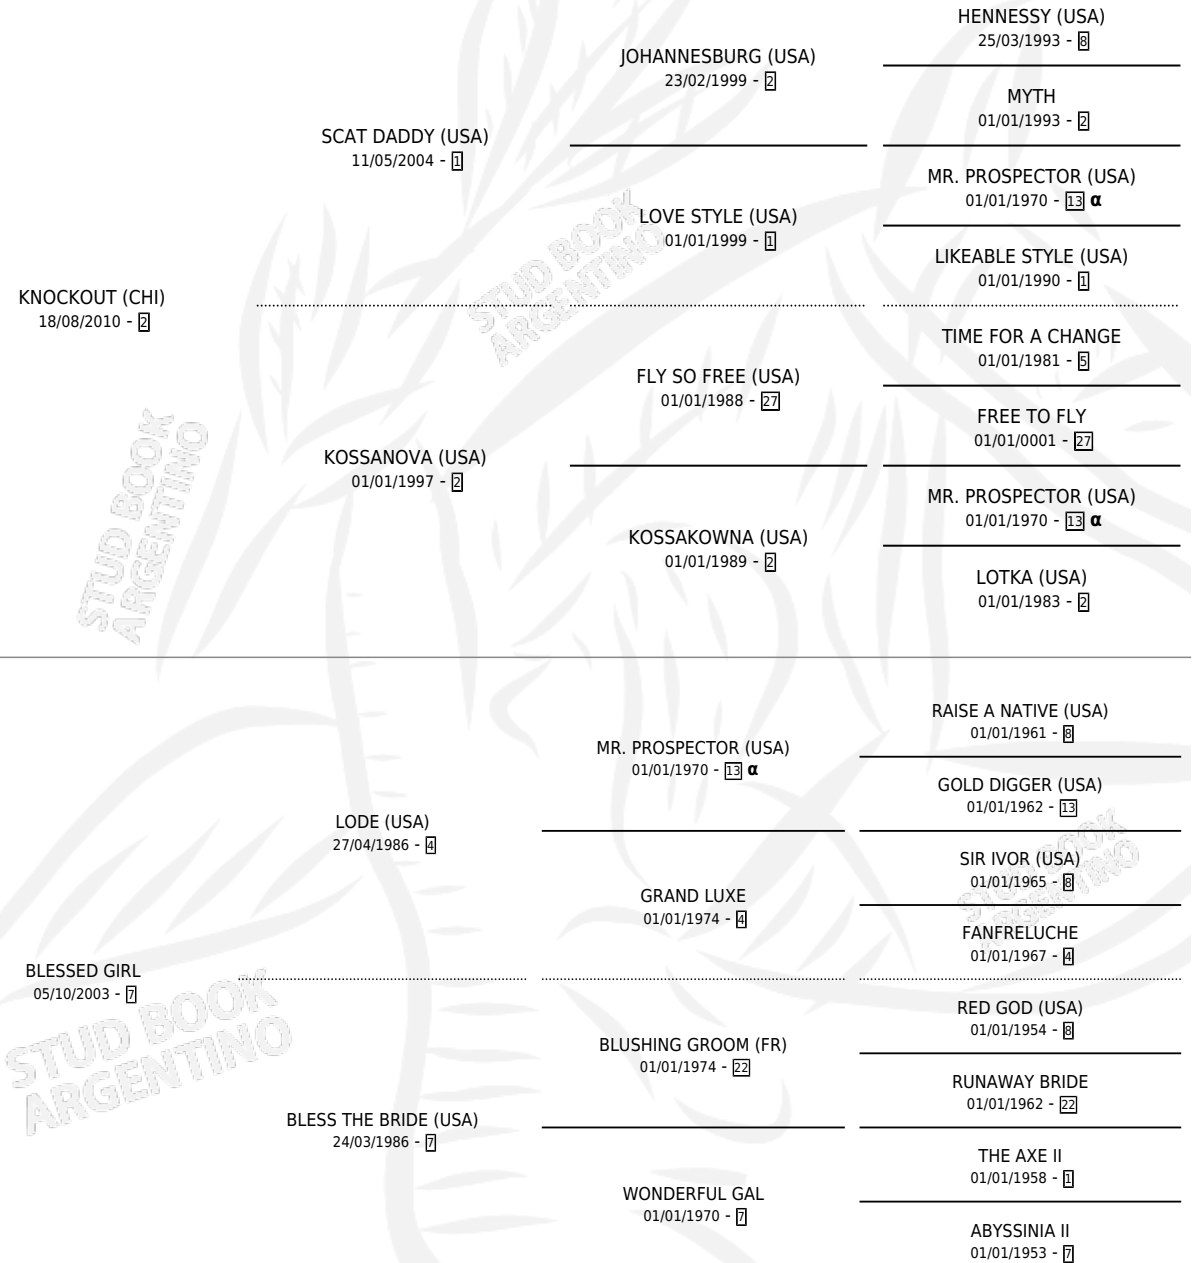 HENNESSY (USA)
25/03/1993 - 8
JOHANNESBURG (USA)
23/02/1999 - 2
MYTH
01/01/1993 - 2
SCAT DADDY (USA)
11/05/2004 - 1
MR. PROSPECTOR (USA)
01/01/1970 - 13 α
LOVE STYLE (USA)
01/01/1999 - 1
LIKEABLE STYLE (USA)
01/01/1990 - 1
KNOCKOUT (CHI)
18/08/2010 - 2
TIME FOR A CHANGE
01/01/1981 - 5
FLY SO FREE (USA)
01/01/1988 - 27
FREE TO FLY
01/01/0001 - 27
KOSSANOVA (USA)
01/01/1997 - 2
MR. PROSPECTOR (USA)
01/01/1970 - 13 α
KOSSAKOWNA (USA)
01/01/1989 - 2
LOTKA (USA)
01/01/1983 - 2
RAISE A NATIVE (USA)
01/01/1961 - 8
MR. PROSPECTOR (USA)
01/01/1970 - 13 α
GOLD DIGGER (USA)
01/01/1962 - 13
LODE (USA)
27/04/1986 - 4
SIR IVOR (USA)
01/01/1965 - 8
GRAND LUXE
01/01/1974 - 4
FANFRELUCHE
01/01/1967 - 4
BLESSED GIRL
05/10/2003 - 7
RED GOD (USA)
01/01/1954 - 8
BLUSHING GROOM (FR)
01/01/1974 - 22
RUNAWAY BRIDE
01/01/1962 - 22
BLESS THE BRIDE (USA)
24/03/1986 - 7
THE AXE II
01/01/1958 - 1
WONDERFUL GAL
01/01/1970 - 7
ABYSSINIA II
01/01/1953 - 7
STUD BOOK
ARGENTINO
STUD BOOK
ARGENTINO
STUD BOOK
ARGENTINO
STUD BOOK
ARGENTINO